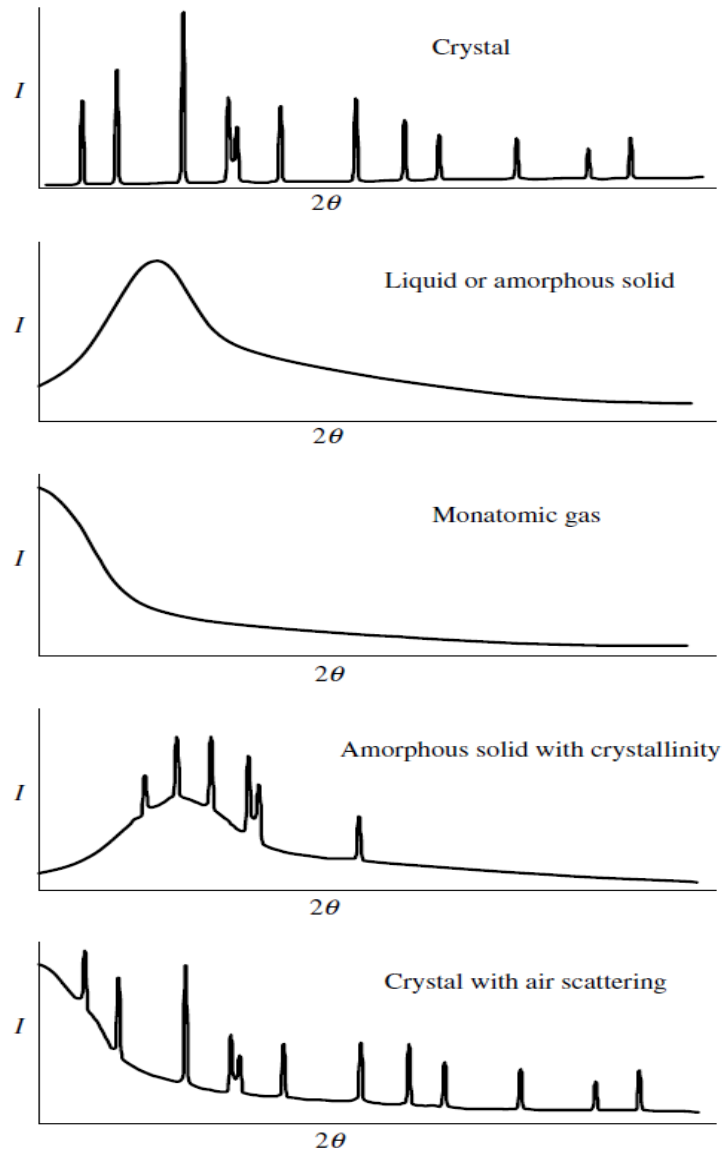 Crystal
I
2θ
Liquid or amorphous solid
I
2θ
Monatomic gas
I
2θ
Amorphous solid with crystallinity
I
2θ
Crystal with air scattering
I
2θ